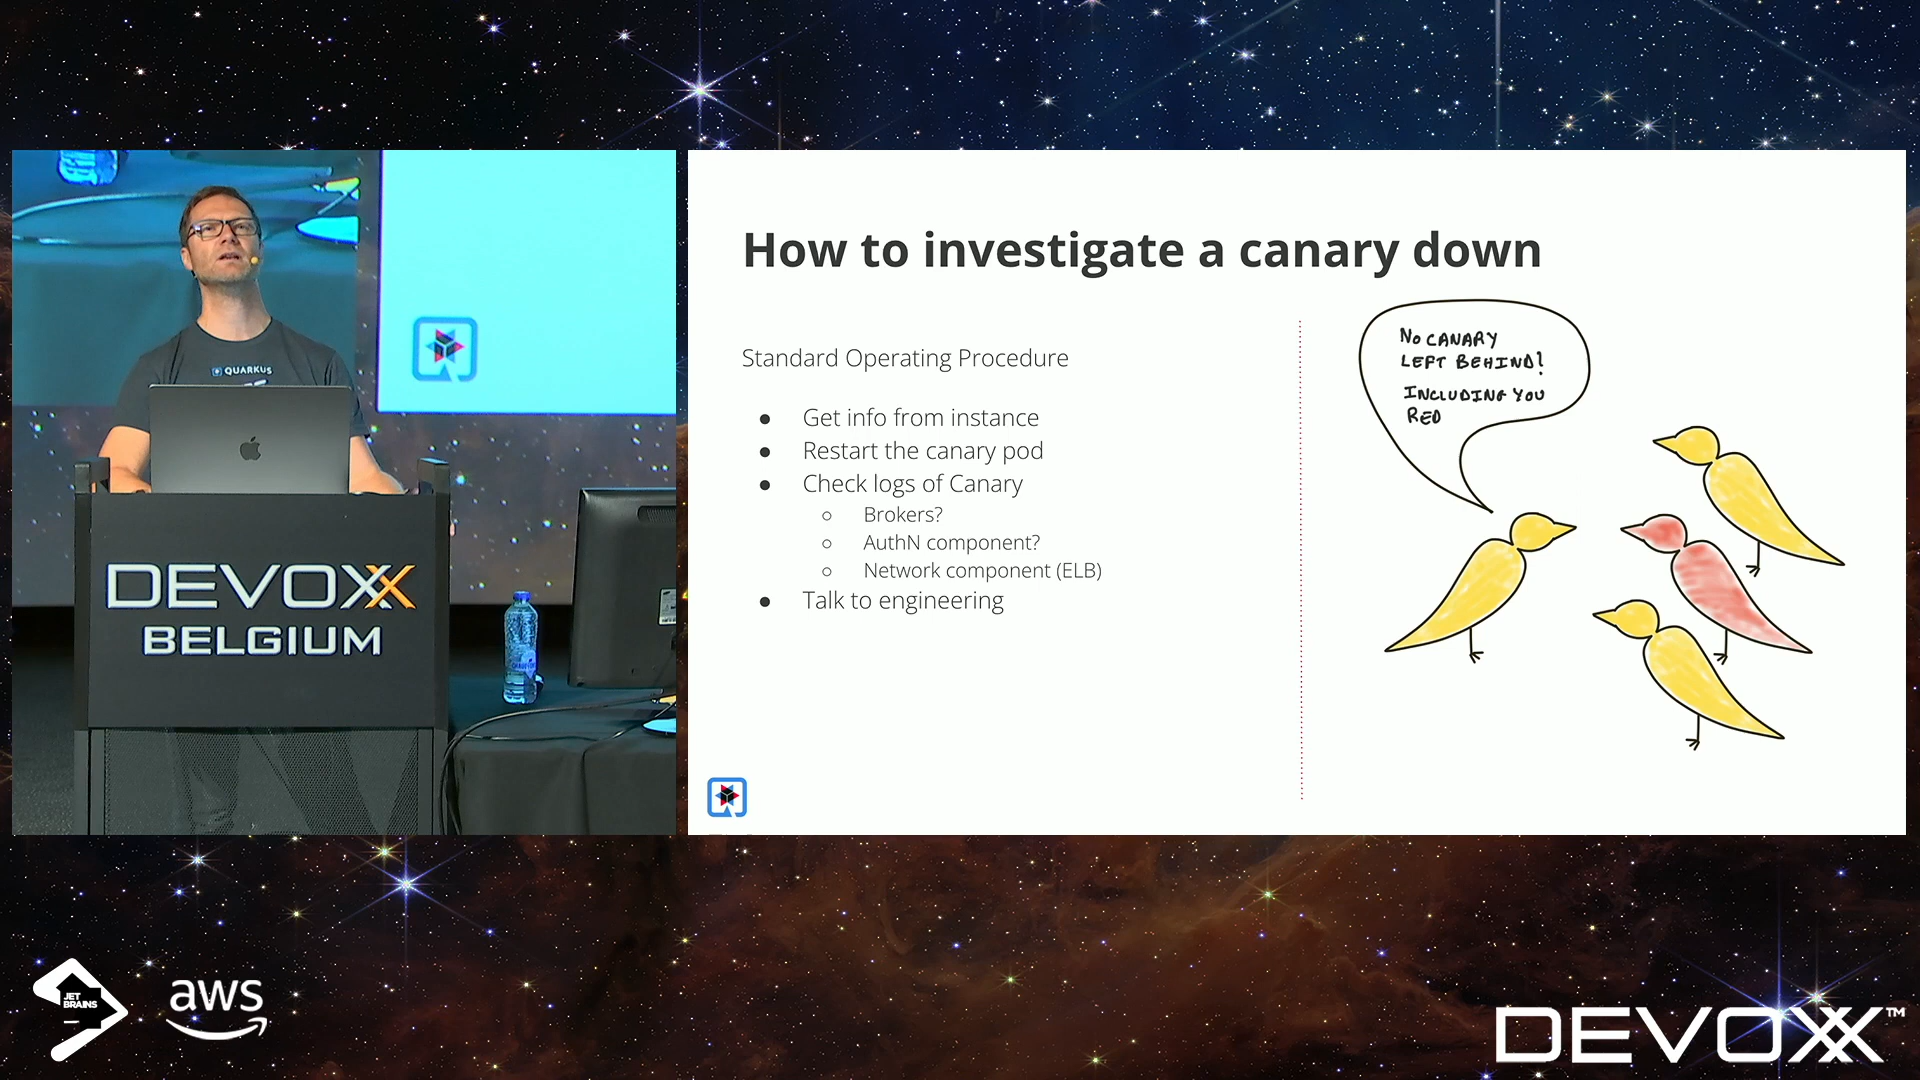 How to investigate a canary down
Standard Operating Procedure
● Get info from instance
● Restart the canary pod
● Check logs of Canary
○ Brokers?
○ AuthN component?
○ Network component (ELB)
● Talk to engineering
NO CANARY
LEFT BEHIND!
INCLUDING YOU
RED
QUARKUS
DEVOXX
BELGIUM
JET
BRAINS
aws
DEVOXX™